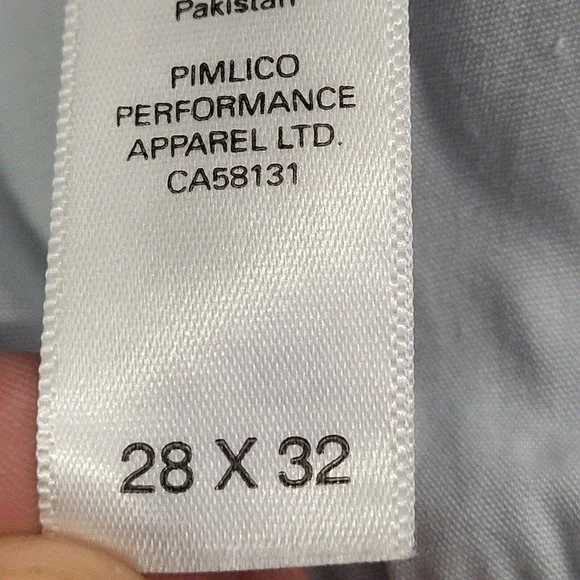 Pakistan
PIMLICO
PERFORMANCE
APPAREL LTD.
CA58131
28 X 32